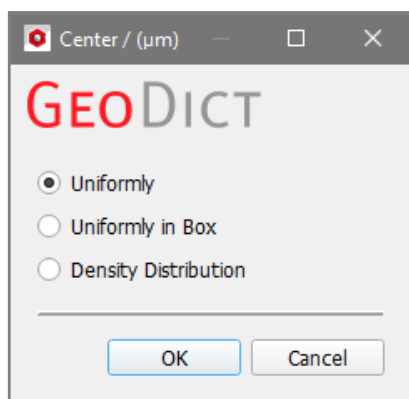 Center / (µm)
GEODICT
Uniformly
Uniformly in Box
Density Distribution
OK Cancel